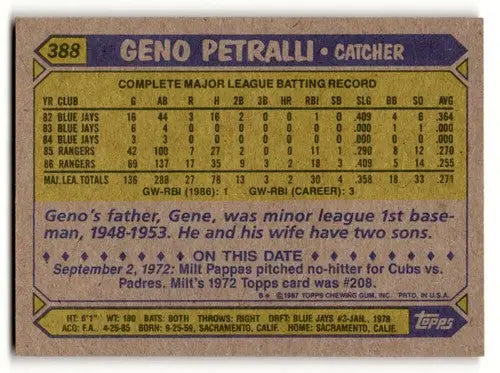 388 GENO PETRALLI • CATCHER
COMPLETE MAJOR LEAGUE BATTING RECORD
YR CLUB G AB R H 2B 3B HR RBI SB SLG BB SO AVG
82 BLUE JAYS 16 44 3 16 2 0 0 1 0 .409 4 6 .364
83 BLUE JAYS 6 4 0 0 0 0 0 0 0 .000 1 1 .000
84 BLUE JAYS 3 3 0 0 0 0 0 0 0 .000 0 0 .000
85 RANGERS 42 100 7 27 2 0 0 11 1 .290 8 12 .270
86 RANGERS 69 137 17 35 9 3 2 18 3 .409 5 14 .255
MAJ. LEA. TOTALS 136 288 27 78 13 3 2 30 4 .358 18 33 .271
GW-RBI (1986): 1 GW-RBI (CAREER): 3
Geno's father, Gene, was minor league 1st base-
man, 1948-1953. He and his wife have two sons.
♦ ♦ ♦ ♦ ♦ ♦ ♦ ON THIS DATE ♦ ♦ ♦ ♦ ♦ ♦ ♦
September 2, 1972: Milt Pappas pitched no-hitter for Cubs vs.
Padres. Milt's 1972 Topps card was #208.
B* © 1987 TOPPS CHEWING GUM, INC. PRTD. IN U.S.A.
HT: 6'1" WT: 180 BATS: BOTH THROWS: RIGHT DRFT: BLUE JAYS #3-JAN., 1978
ACQ: F.A., 4-25-85 BORN: 9-25-59, SACRAMENTO, CALIF. HOME: SACRAMENTO, CALIF.
TOPPS